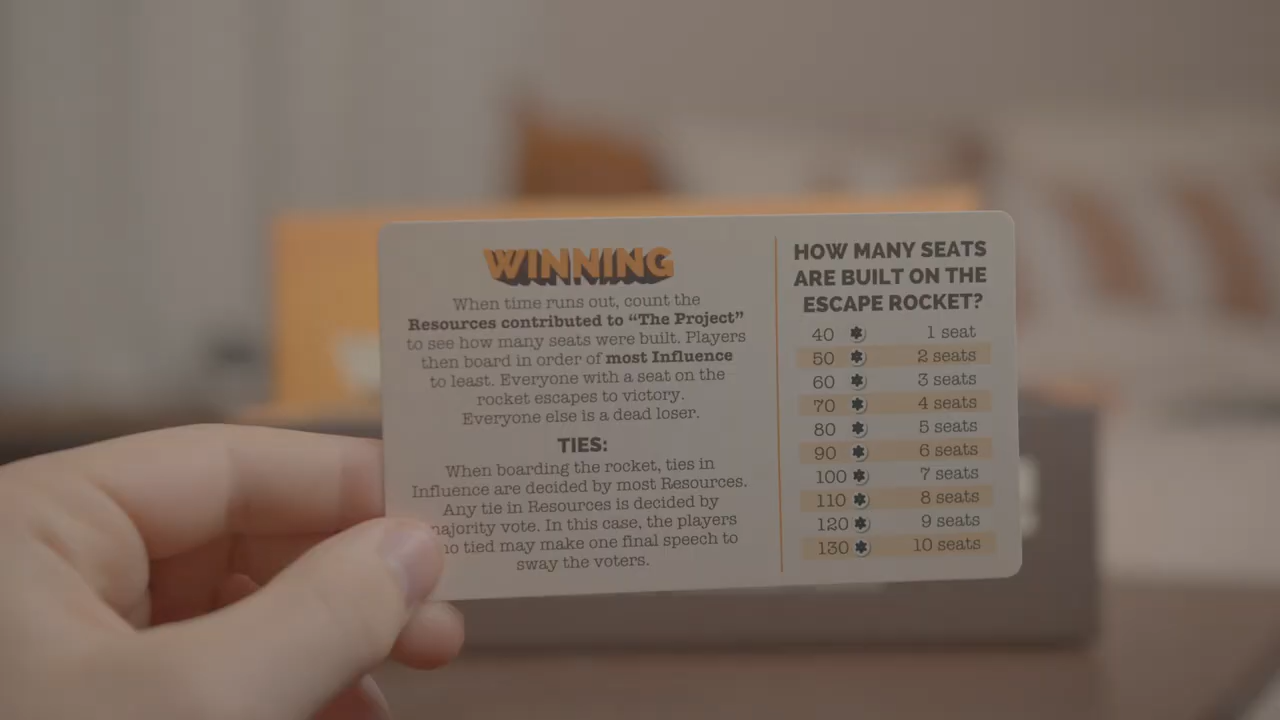 WINNING
When time runs out, count the
Resources contributed to “The Project”
to see how many seats were built. Players
then board in order of most Influence
to least. Everyone with a seat on the
rocket escapes to victory.
Everyone else is a dead loser.
TIES:
When boarding the rocket, ties in
Influence are decided by most Resources.
Any tie in Resources is decided by
vote. In this case, the players
tied may make one final speech to
sway the voters.
HOW MANY SEATS
ARE BUILT ON THE
ESCAPE ROCKET?
40 1 seat
50 2 seats
60 3 seats
70 4 seats
80 5 seats
90 6 seats
100 7 seats
110 8 seats
120 9 seats
130 10 seats